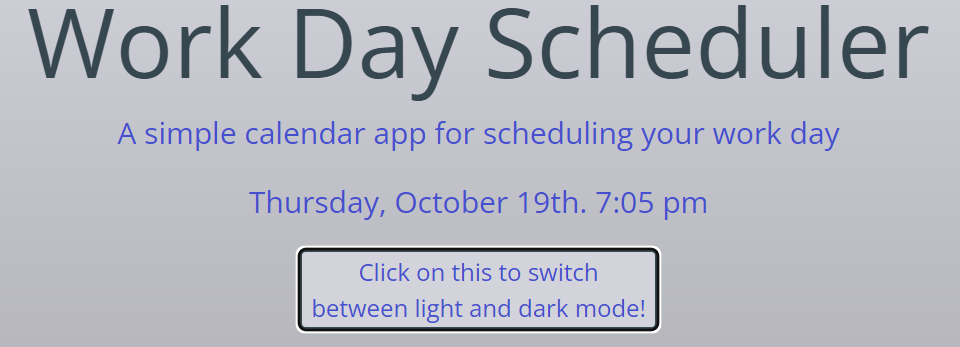 Work Day Scheduler
A simple calendar app for scheduling your work day
Thursday, October 19th. 7:05 pm
Click on this to switch
between light and dark mode!